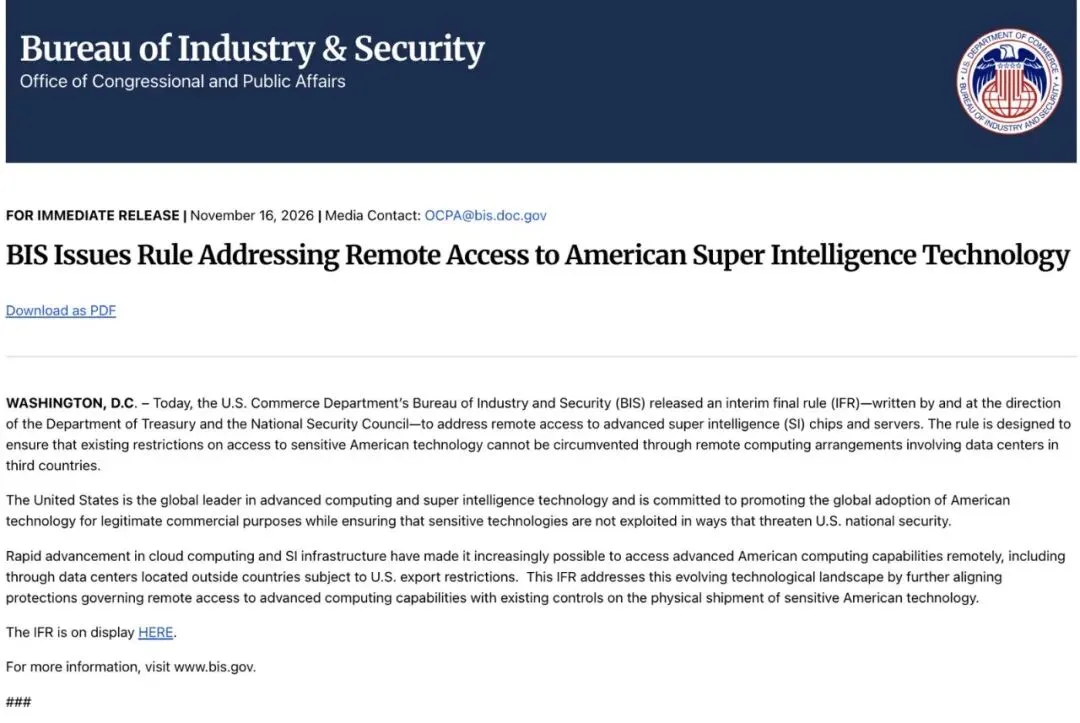 Bureau of Industry & Security
Office of Congressional and Public Affairs
U.S. DEPARTMENT OF COMMERCE
BUREAU OF INDUSTRY AND SECURITY
FOR IMMEDIATE RELEASE | November 16, 2026 | Media Contact: OCPA@bis.doc.gov
BIS Issues Rule Addressing Remote Access to American Super Intelligence Technology
Download as PDF
WASHINGTON, D.C. – Today, the U.S. Commerce Department's Bureau of Industry and Security (BIS) released an interim final rule (IFR)—written by and at the direction
of the Department of Treasury and the National Security Council—to address remote access to advanced super intelligence (SI) chips and servers. The rule is designed to
ensure that existing restrictions on access to sensitive American technology cannot be circumvented through remote computing arrangements involving data centers in
third countries.
The United States is the global leader in advanced computing and super intelligence technology and is committed to promoting the global adoption of American
technology for legitimate commercial purposes while ensuring that sensitive technologies are not exploited in ways that threaten U.S. national security.
Rapid advancement in cloud computing and SI infrastructure have made it increasingly possible to access advanced American computing capabilities remotely, including
through data centers located outside countries subject to U.S. export restrictions. This IFR addresses this evolving technological landscape by further aligning
protections governing remote access to advanced computing capabilities with existing controls on the physical shipment of sensitive American technology.
The IFR is on display HERE.
For more information, visit www.bis.gov.
###